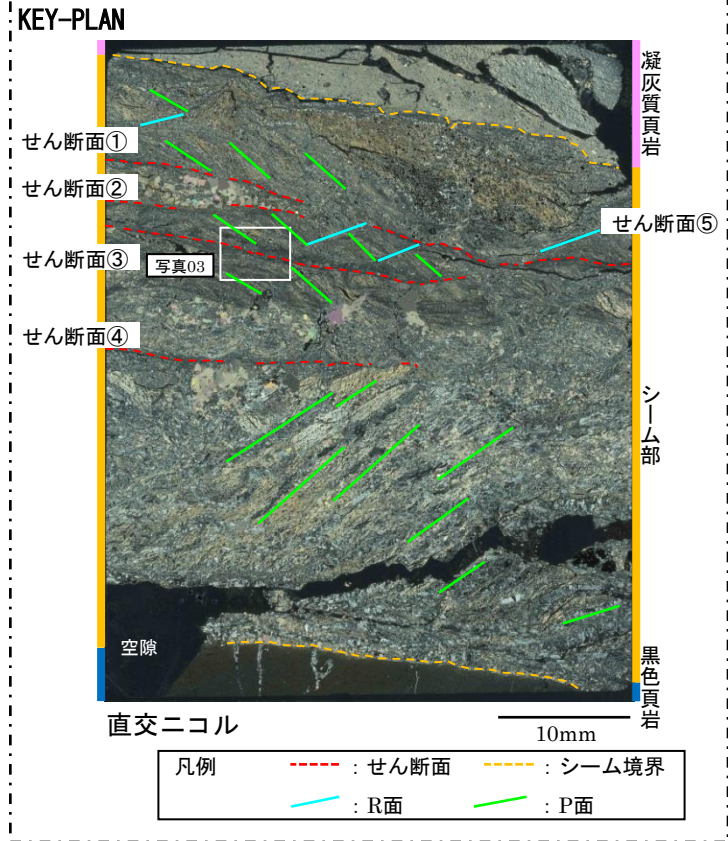 KEY-PLAN
凝灰質頁岩
せん断面①
せん断面②
せん断面⑤
せん断面③
写真03
せん断面④
シーム部
空隙
黒色頁岩
直交ニコル
10mm
凡例
：せん断面
：シーム境界
：R面
：P面